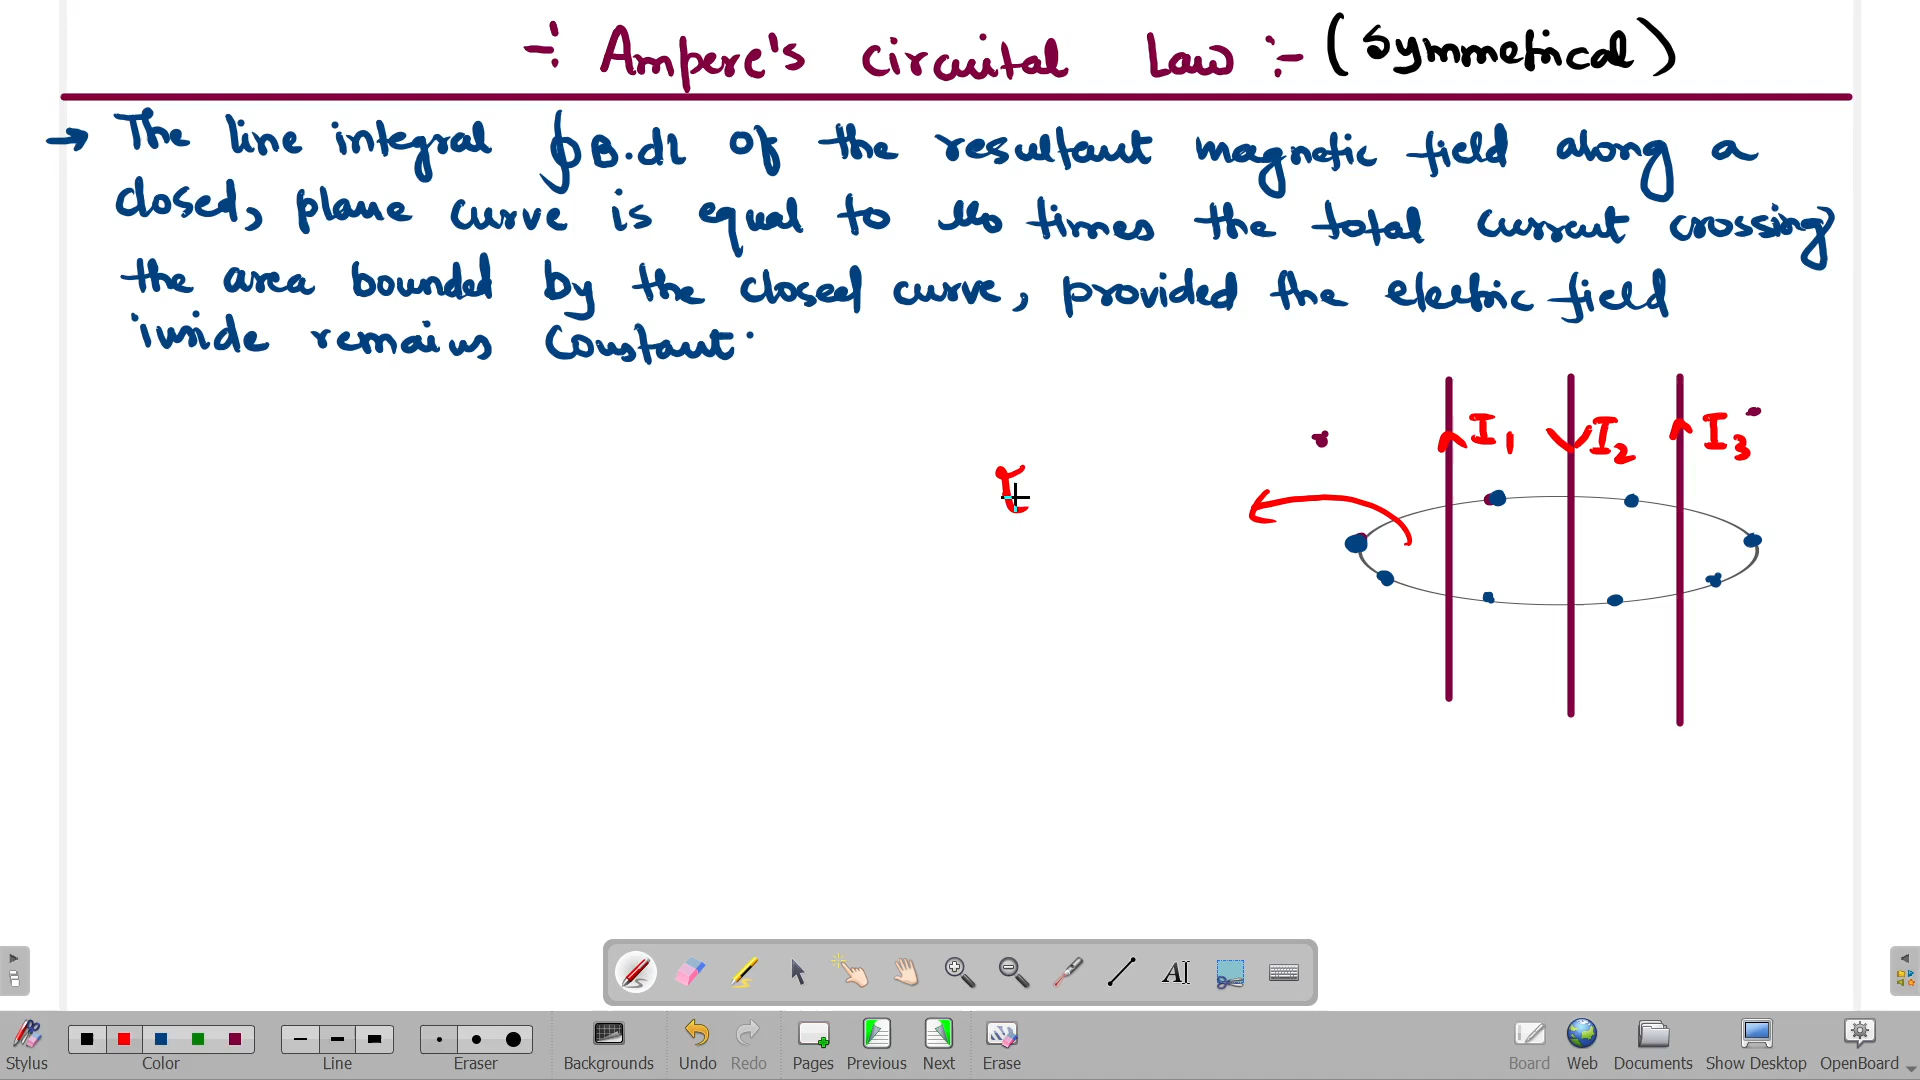 -: Ampere's circuital Law :- (Symmetrical)
→ The line integral ∮B.dl of the resultant magnetic field along a
closed, plane curve is equal to μo times the total current crossing
the area bounded by the closed curve, provided the electric field
inside remains constant.
I1 I2 I3
Stylus Color Line Eraser Backgrounds Undo Redo Pages Previous Next Erase Board Web Documents Show Desktop OpenBoard